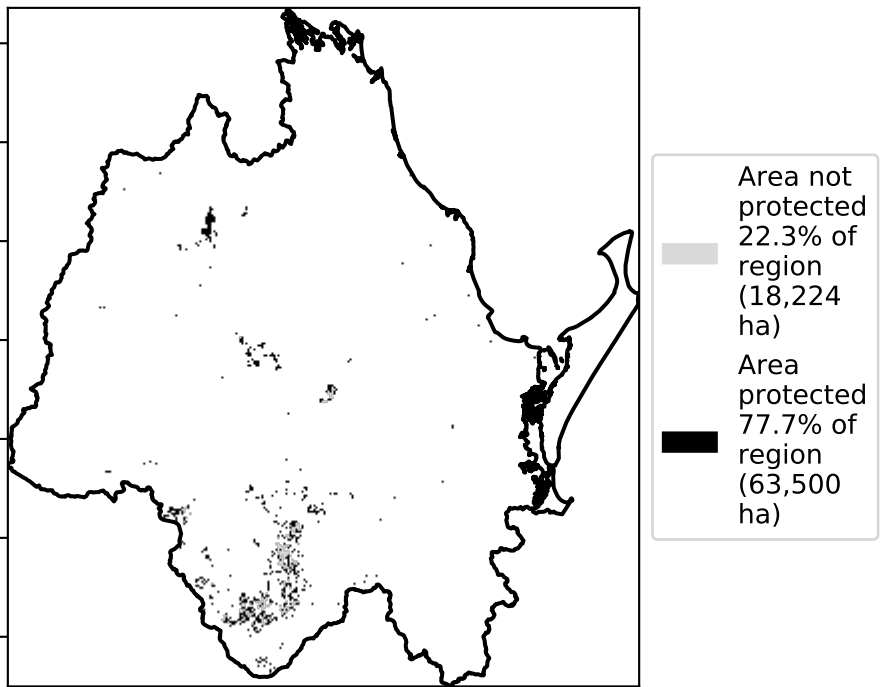 Area not
protected
22.3% of
region
(18,224
ha)
Area
protected
77.7% of
region
(63,500
ha)